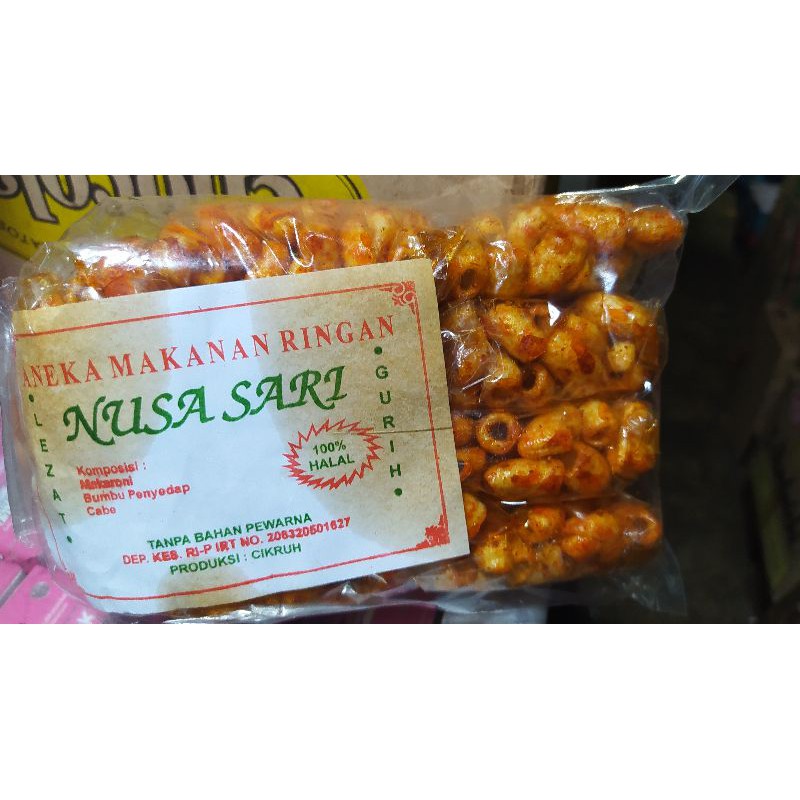 ANEKA MAKANAN RINGAN
NUSA SARI
LEZAT
GURIH
100%
HALAL
Komposisi :
Makaroni
Bumbu Penyedap
Cabe
TANPA BAHAN PEWARNA
DEP. KES. RI-P IRT NO. 206320501627
PRODUKSI : CIKRUH